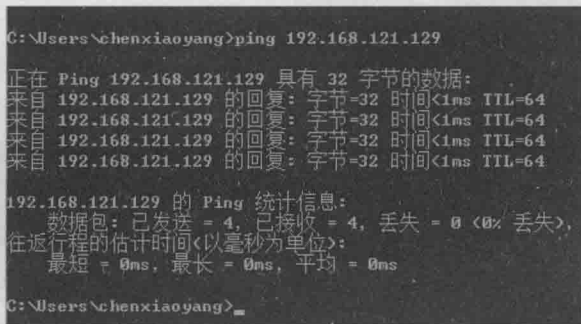 C:\Users\chenxiaoyang>ping 192.168.121.129
正在 Ping 192.168.121.129 具有 32 字节的数据:
来自 192.168.121.129 的回复: 字节=32 时间<1ms TTL=64
来自 192.168.121.129 的回复: 字节=32 时间<1ms TTL=64
来自 192.168.121.129 的回复: 字节=32 时间<1ms TTL=64
来自 192.168.121.129 的回复: 字节=32 时间<1ms TTL=64
192.168.121.129 的 Ping 统计信息:
数据包: 已发送 = 4, 已接收 = 4, 丢失 = 0 (0% 丢失),
往返行程的估计时间(以毫秒为单位):
最短 = 0ms, 最长 = 0ms, 平均 = 0ms
C:\Users\chenxiaoyang>